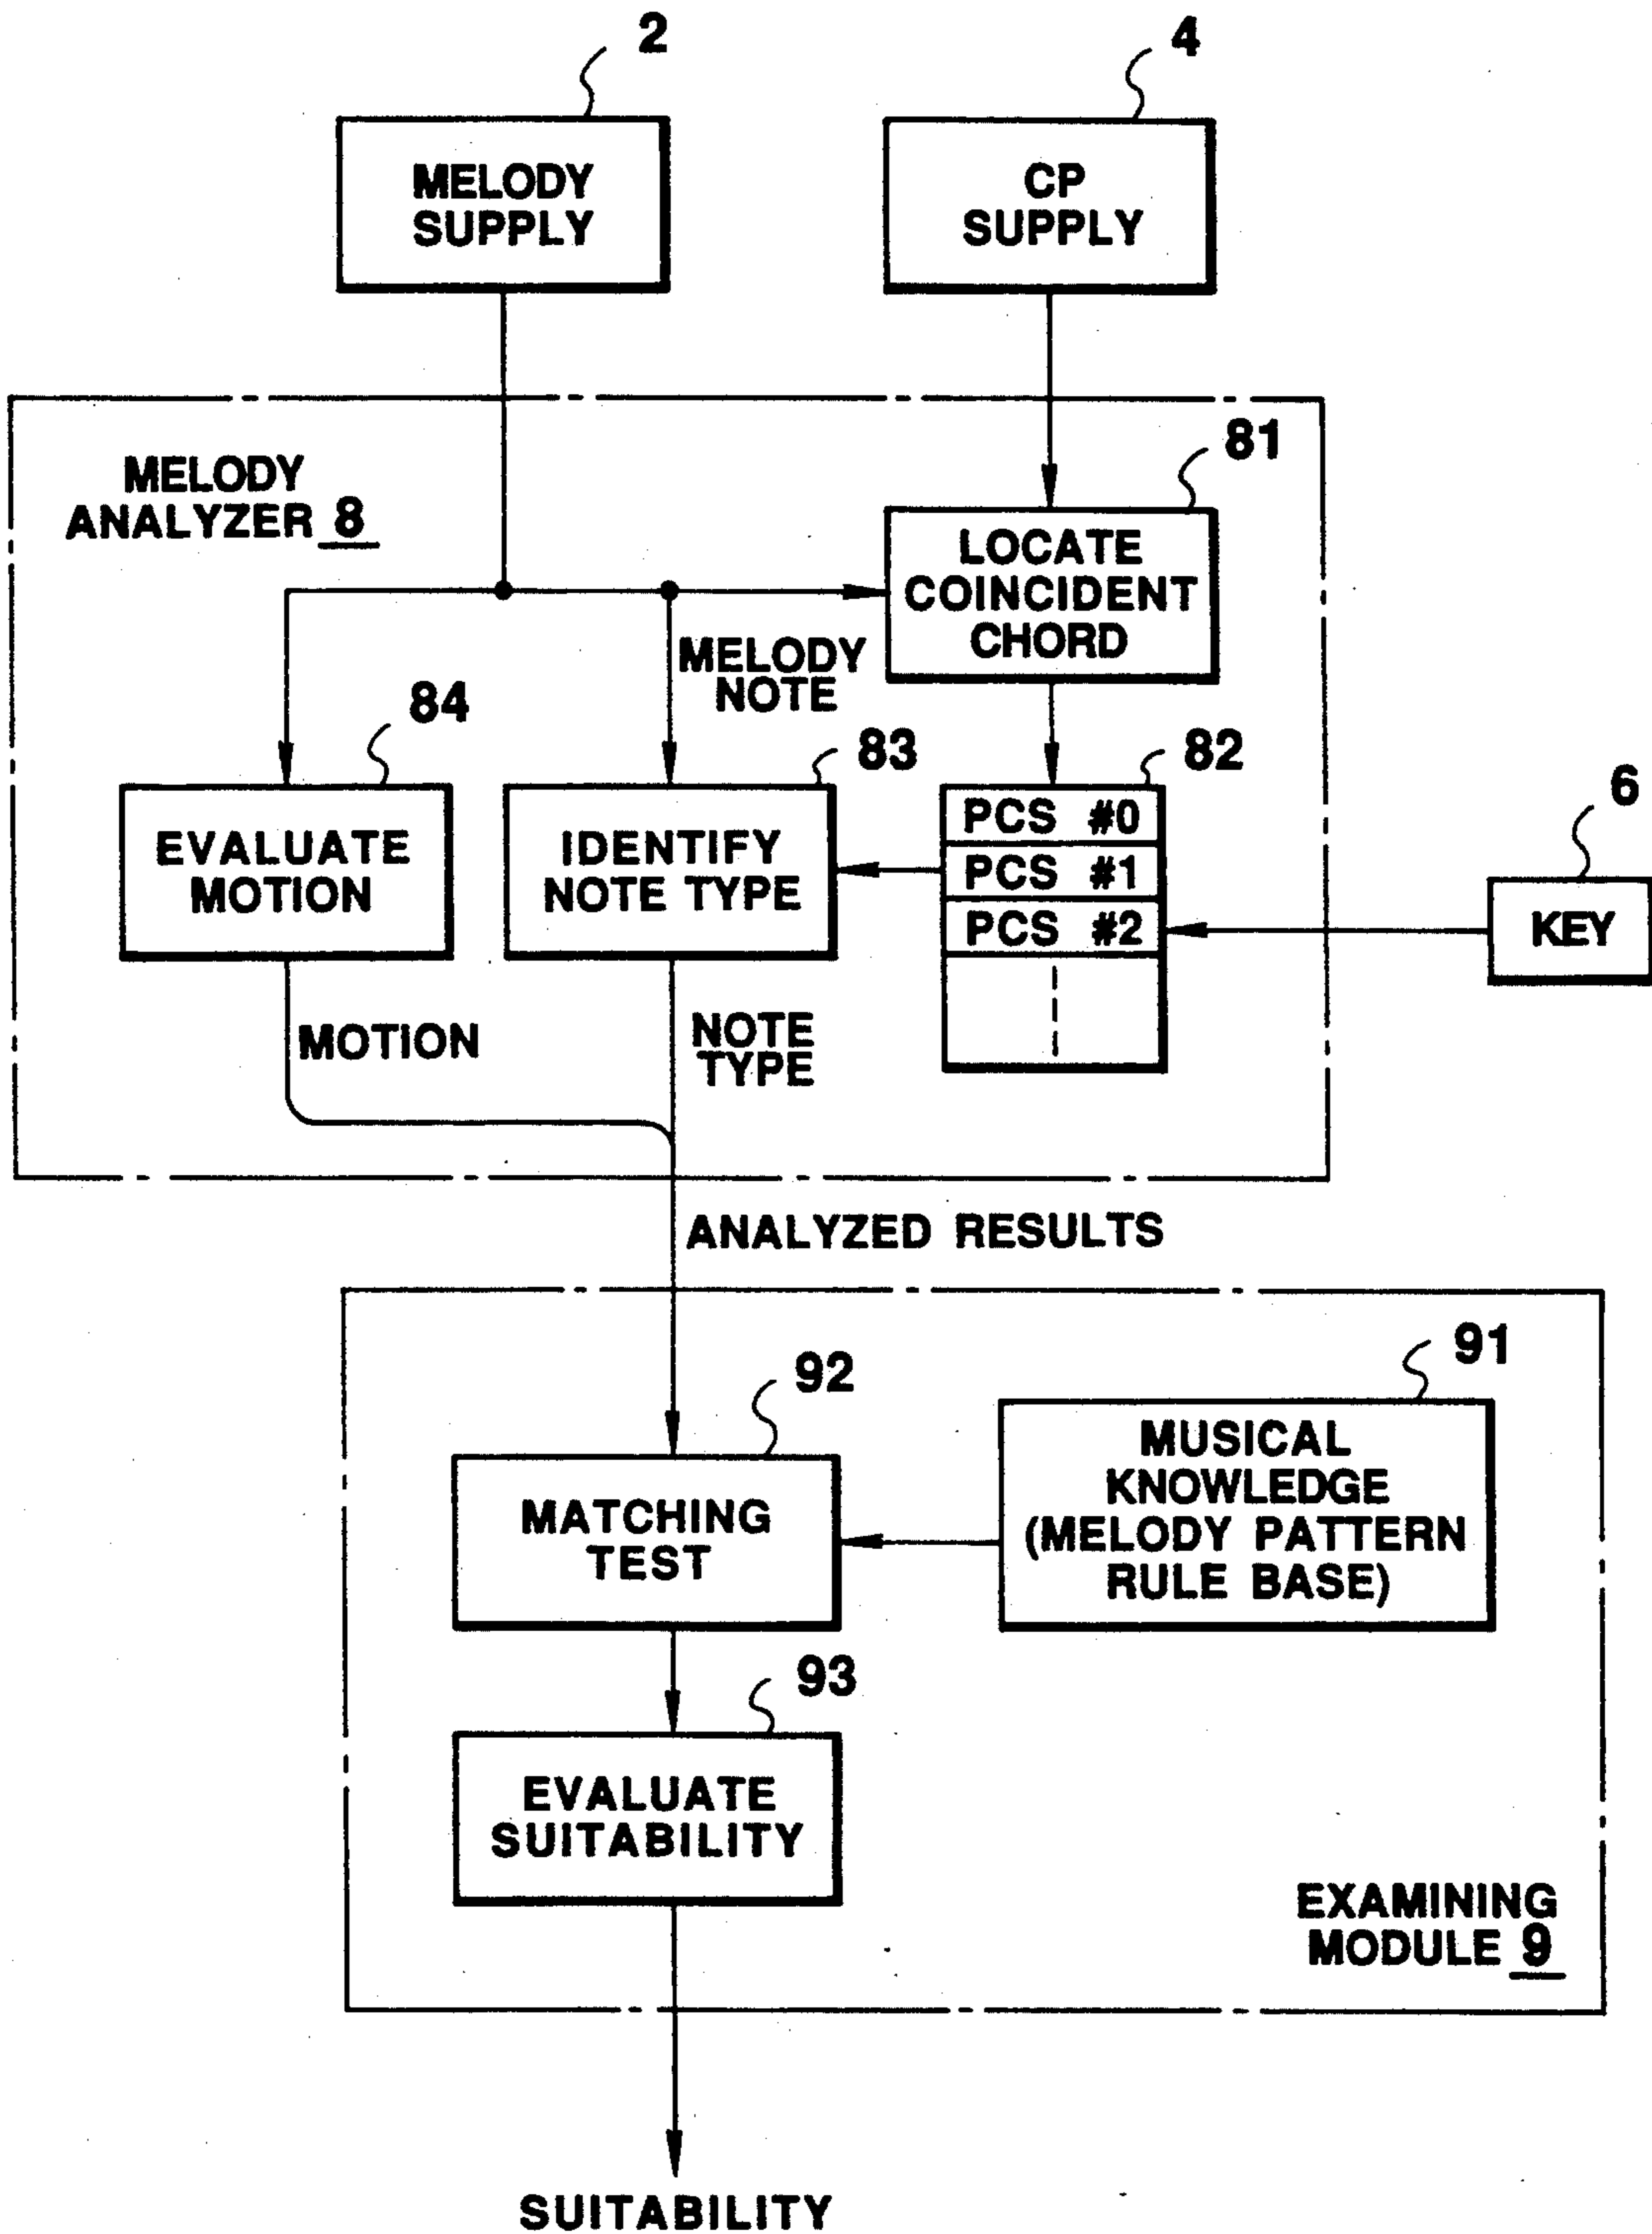 2
4
MELODY
SUPPLY
CP
SUPPLY
81
MELODY
ANALYZER 8
LOCATE
COINCIDENT
CHORD
MELODY
NOTE
84
83
82
6
EVALUATE
MOTION
IDENTIFY
NOTE TYPE
PCS #0
PCS #1
PCS #2
KEY
MOTION
NOTE
TYPE
ANALYZED RESULTS
92
91
MATCHING
TEST
MUSICAL
KNOWLEDGE
(MELODY PATTERN
RULE BASE)
93
EVALUATE
SUITABILITY
EXAMINING
MODULE 9
SUITABILITY